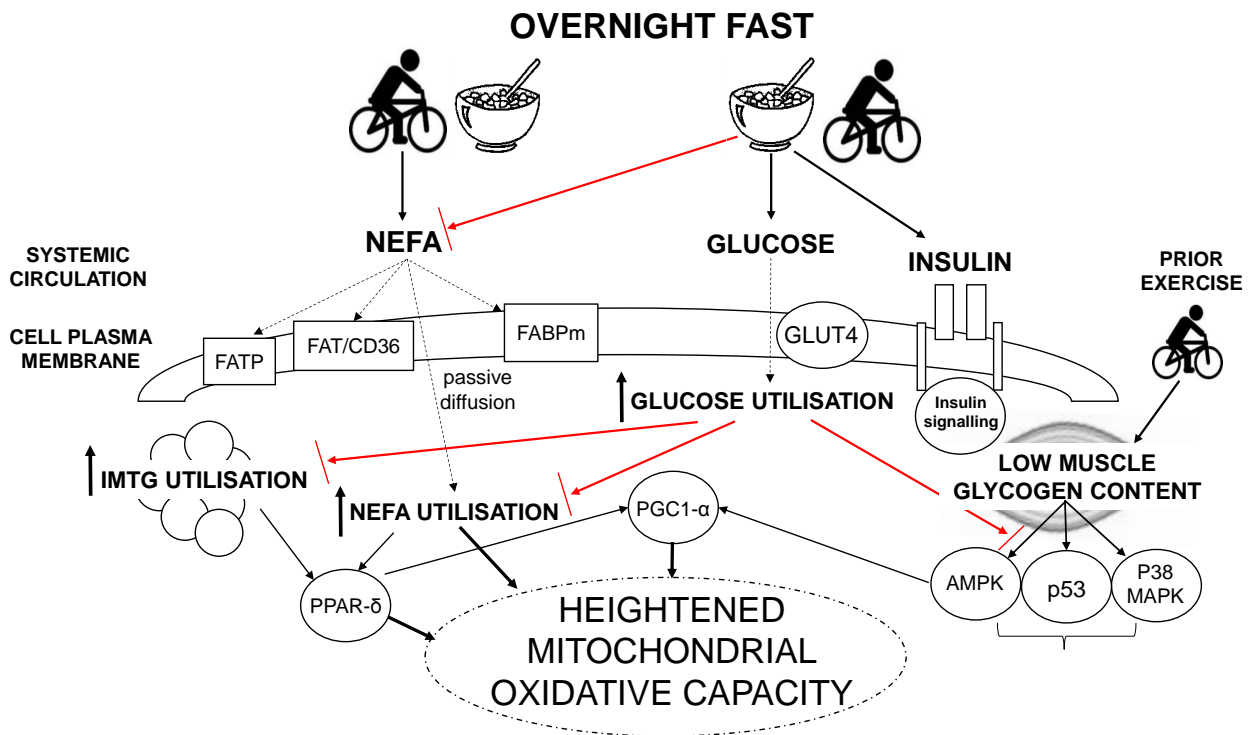 OVERNIGHT FAST
NEFA
GLUCOSE
INSULIN
SYSTEMIC
CIRCULATION
PRIOR
EXERCISE
CELL PLASMA
MEMBRANE
FATP
FAT/CD36
FABPm
GLUT4
passive
diffusion
GLUCOSE UTILISATION
Insulin
signalling
IMTG UTILISATION
NEFA UTILISATION
LOW MUSCLE
GLYCOGEN CONTENT
PGC1-α
PPAR-δ
AMPK
p53
P38
MAPK
HEIGHTENED
MITOCHONDRIAL
OXIDATIVE CAPACITY